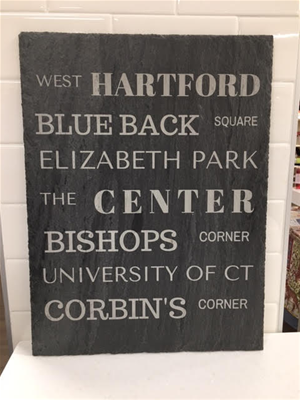 WEST HARTFORD
BLUE BACK SQUARE
ELIZABETH PARK
THE CENTER
BISHOPS CORNER
UNIVERSITY OF CT
CORBIN'S CORNER